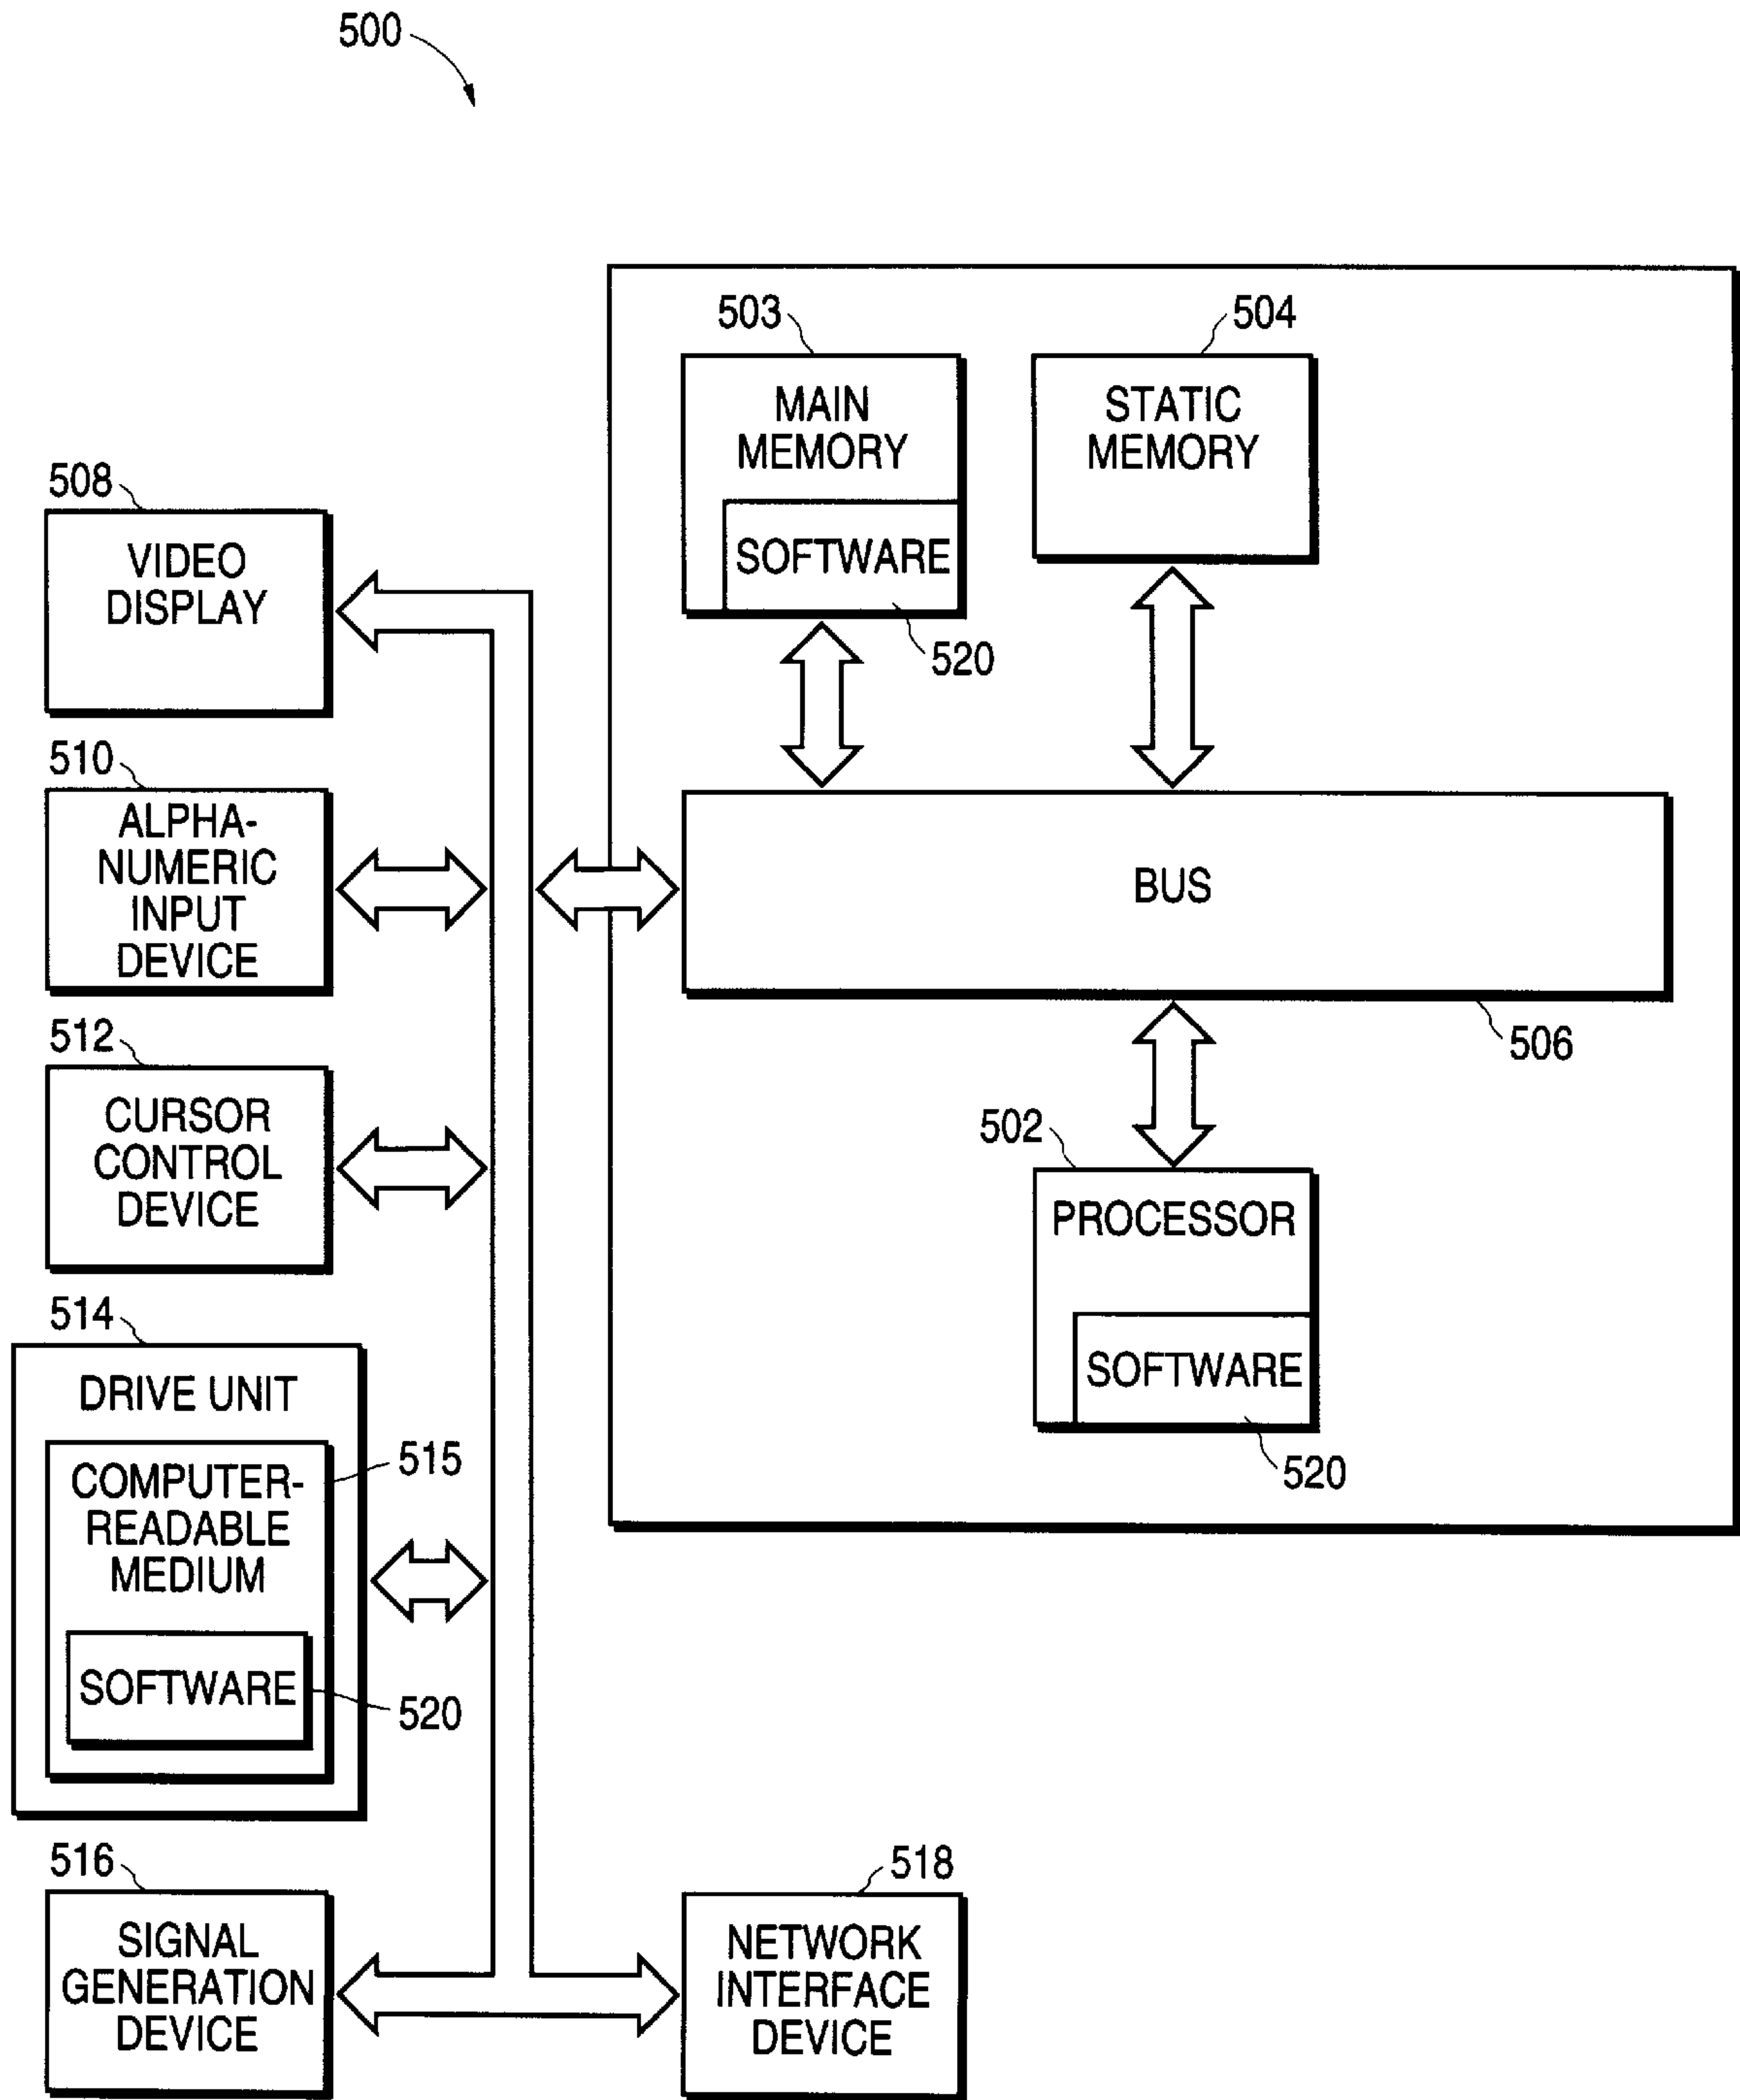 500
503
504
MAIN
MEMORY
SOFTWARE
520
STATIC
MEMORY
508
VIDEO
DISPLAY
510
ALPHA-
NUMERIC
INPUT
DEVICE
BUS
506
512
CURSOR
CONTROL
DEVICE
502
PROCESSOR
SOFTWARE
520
514
DRIVE UNIT
COMPUTER-
READABLE
MEDIUM
515
SOFTWARE
520
516
SIGNAL
GENERATION
DEVICE
518
NETWORK
INTERFACE
DEVICE